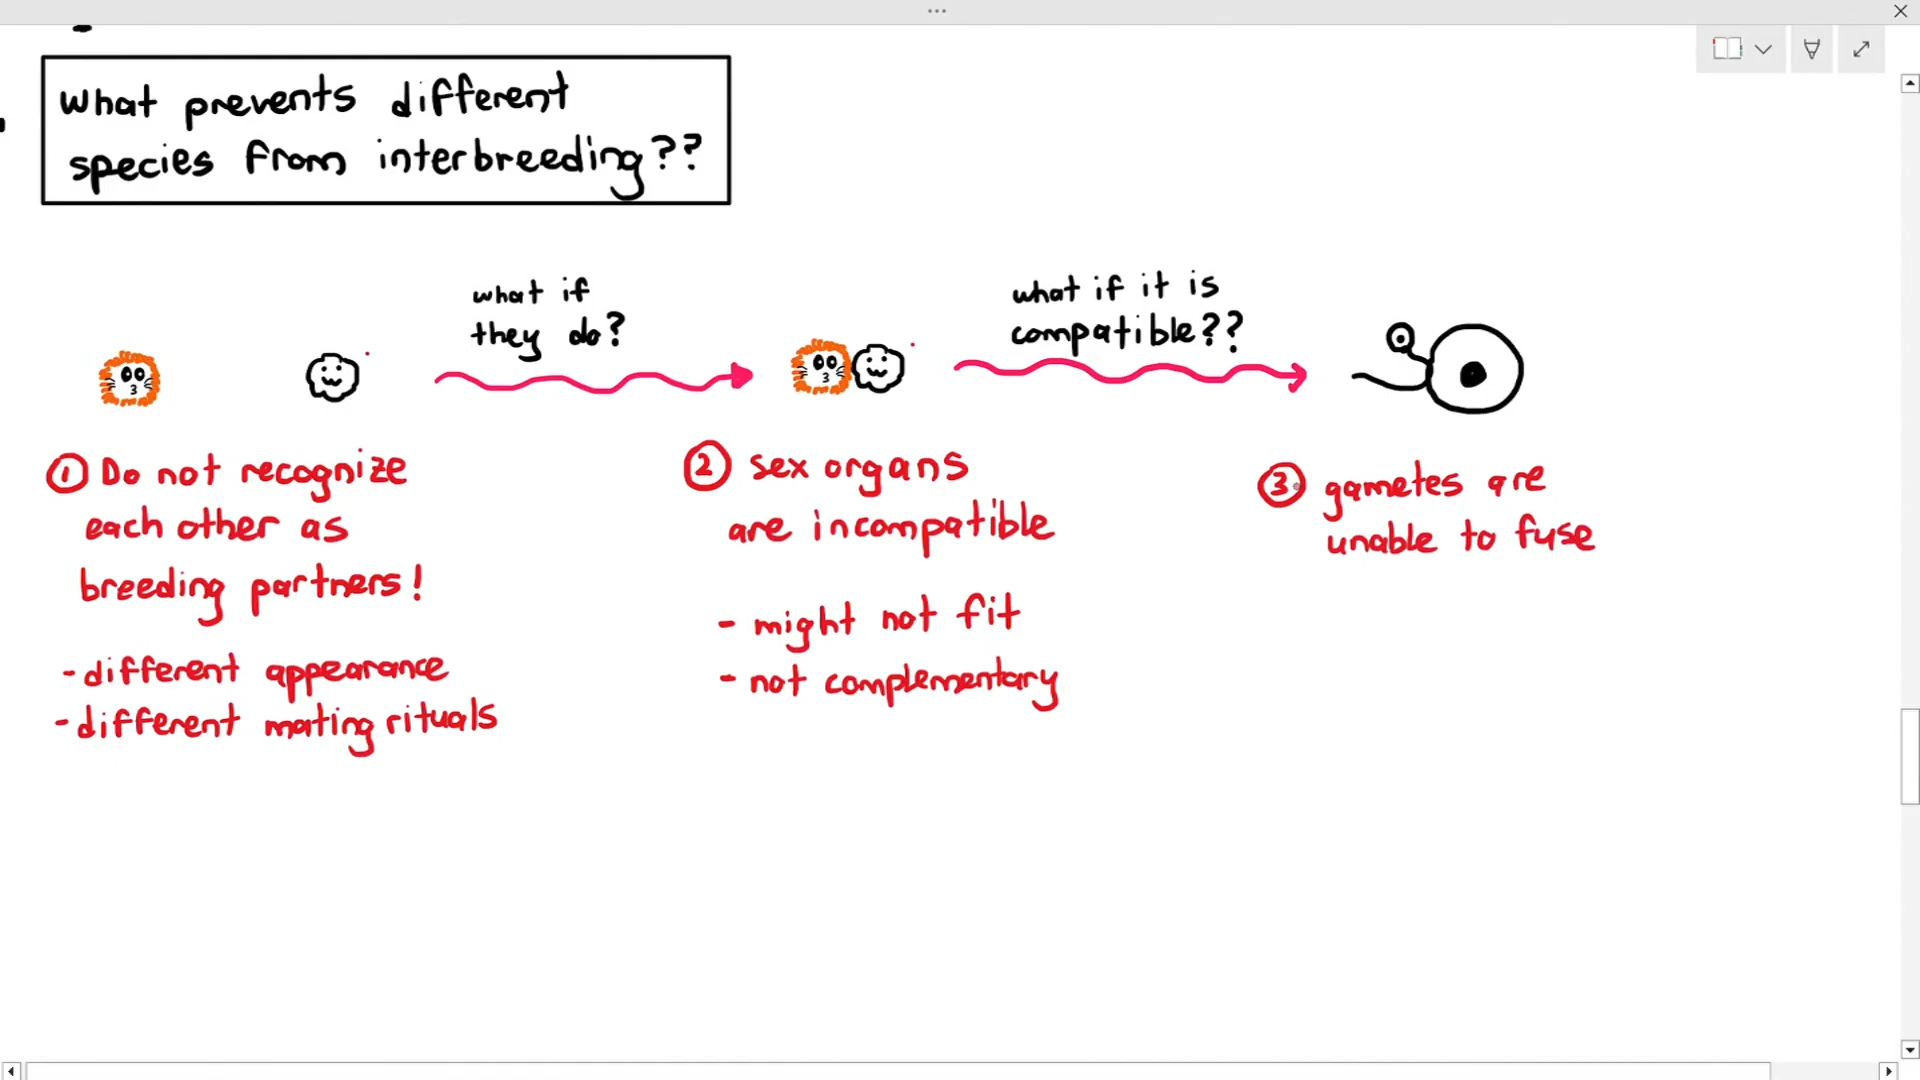 What prevents different
species from interbreeding??
what if
they do?
what if it is
compatible??
① Do not recognize
each other as
breeding partners!
- different appearance
- different mating rituals
② sex organs
are incompatible
- might not fit
- not complementary
③ gametes are
unable to fuse